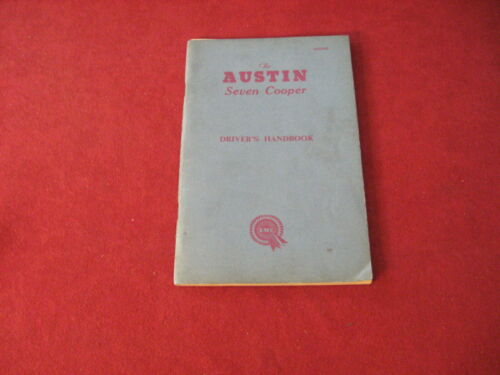 The
AUSTIN
Seven Cooper
DRIVER'S HANDBOOK
BMC